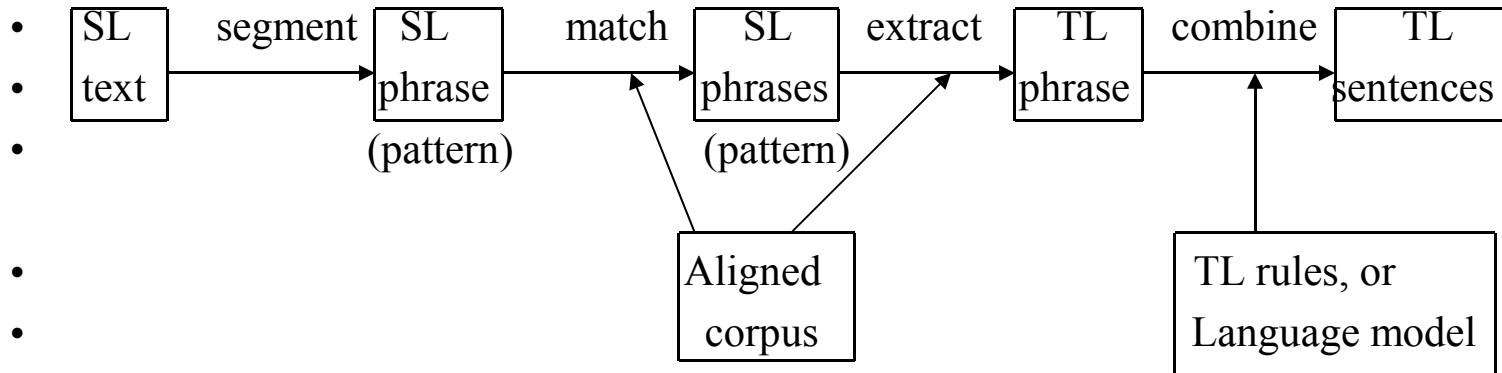 • SL segment SL match SL extract TL combine TL
• text phrase phrases phrase sentences
• (pattern) (pattern)
• Aligned TL rules, or
• corpus Language model